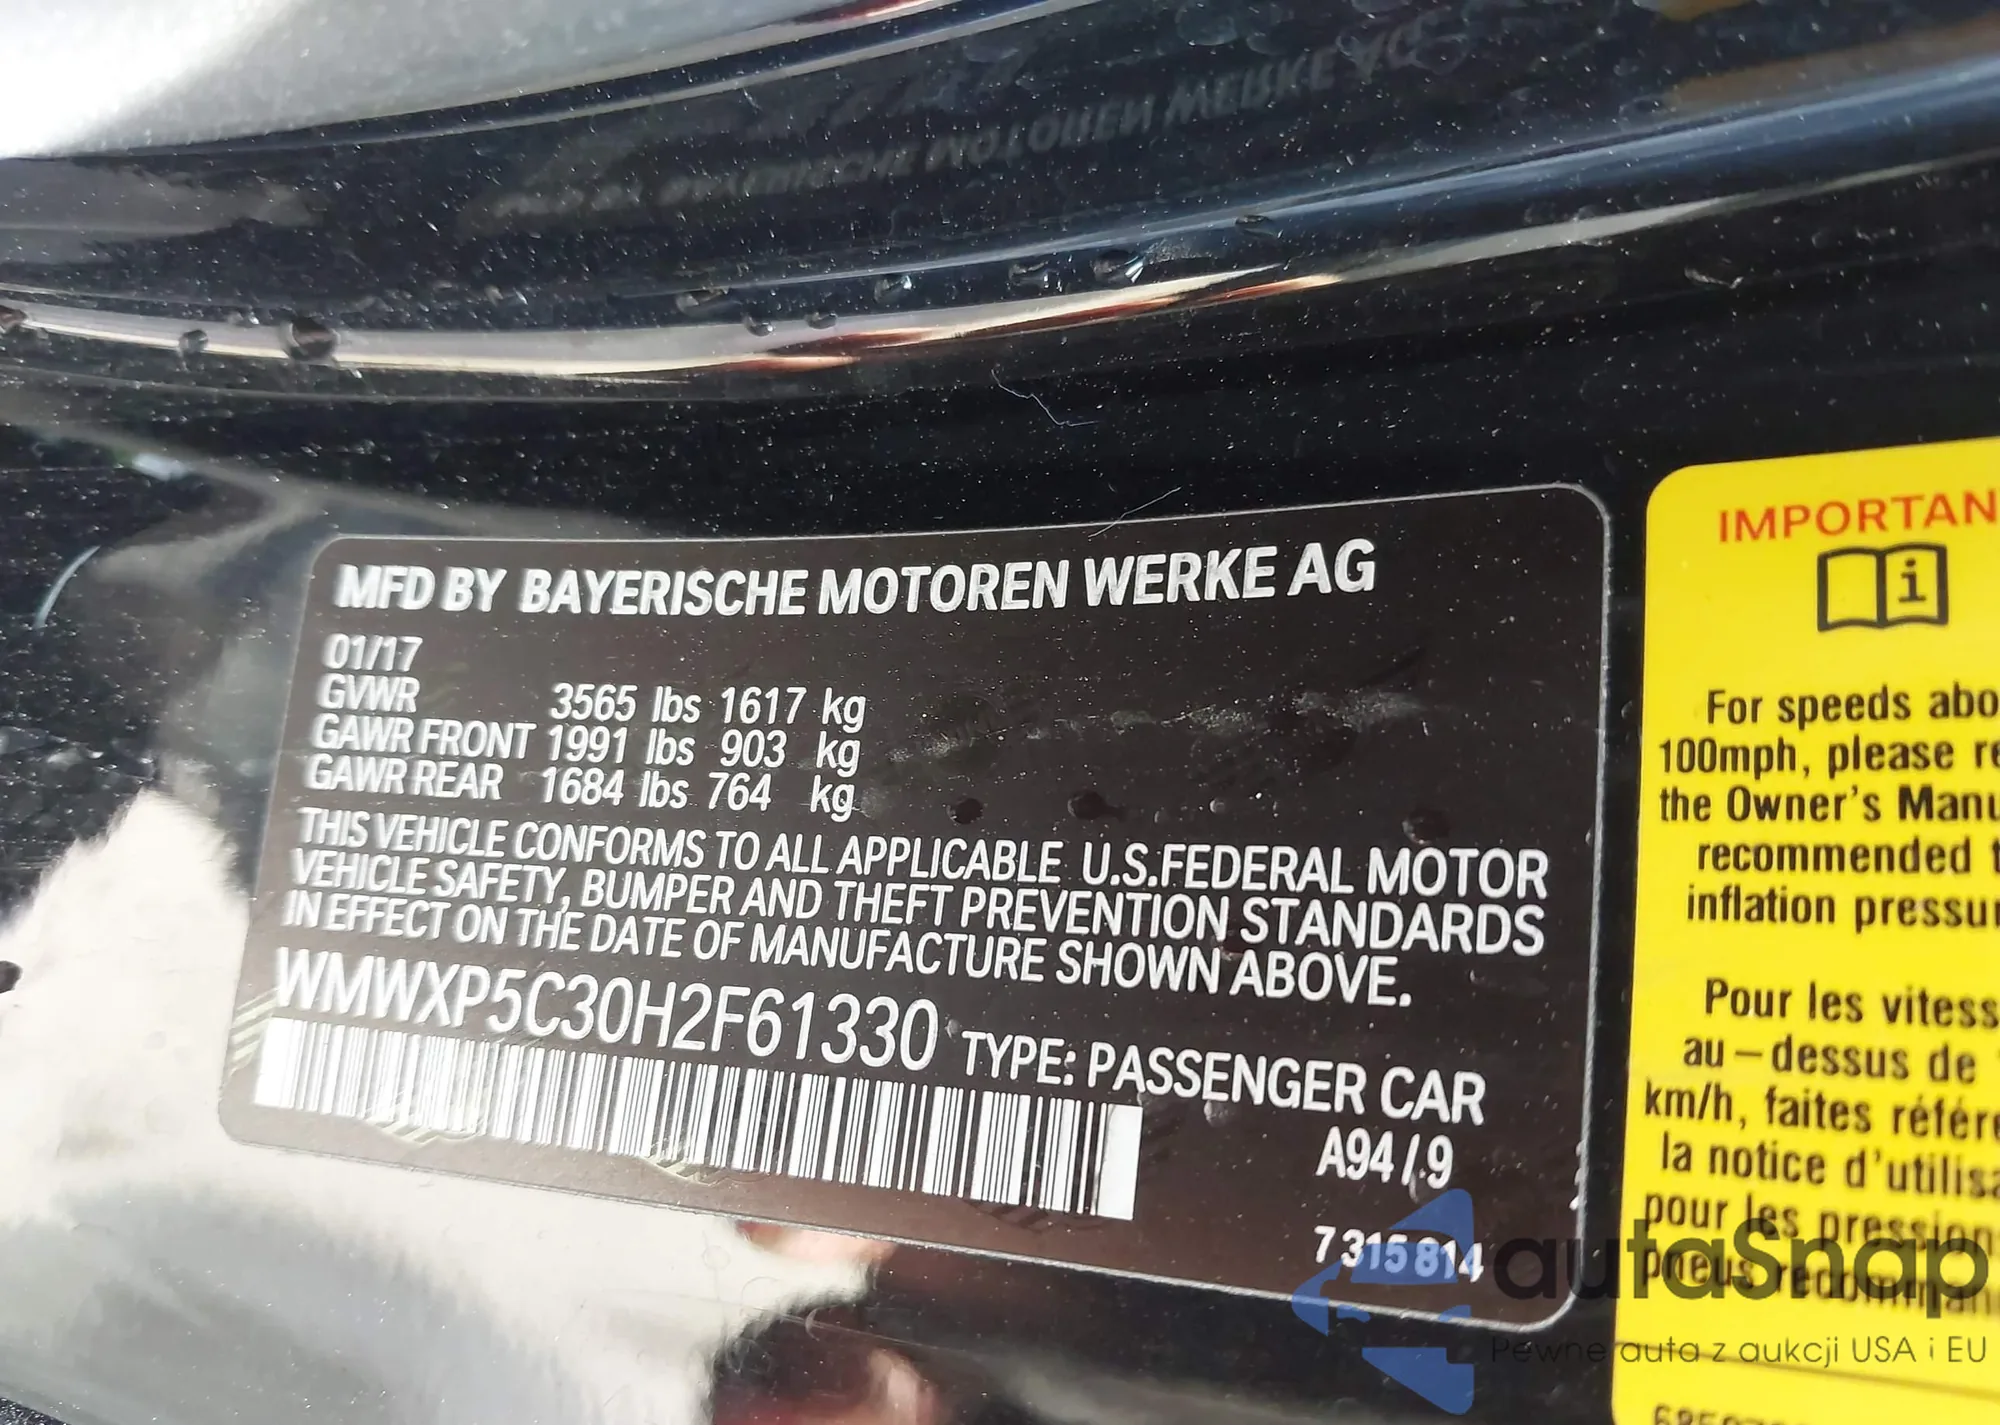 MFD BY BAYERISCHE MOTOREN WERKE AG
01/17
GVWR 3565 lbs 1617 kg
GAWR FRONT 1991 lbs 903 kg
GAWR REAR 1684 lbs 764 kg
THIS VEHICLE CONFORMS TO ALL APPLICABLE U.S.FEDERAL MOTOR
VEHICLE SAFETY, BUMPER AND THEFT PREVENTION STANDARDS
IN EFFECT ON THE DATE OF MANUFACTURE SHOWN ABOVE.
WMWXP5C30H2F61330 TYPE: PASSENGER CAR
A94/.9
7315814
IMPORTAN
i
For speeds abo
100mph, please re
the Owner's Manu
recommended t
inflation pressur
Pour les vitess
au-dessus de
km/h, faites référe
la notice d'utilisa
pour les pression
pneus recomman
autaSnap
Pewne auta z aukcji USA i EU